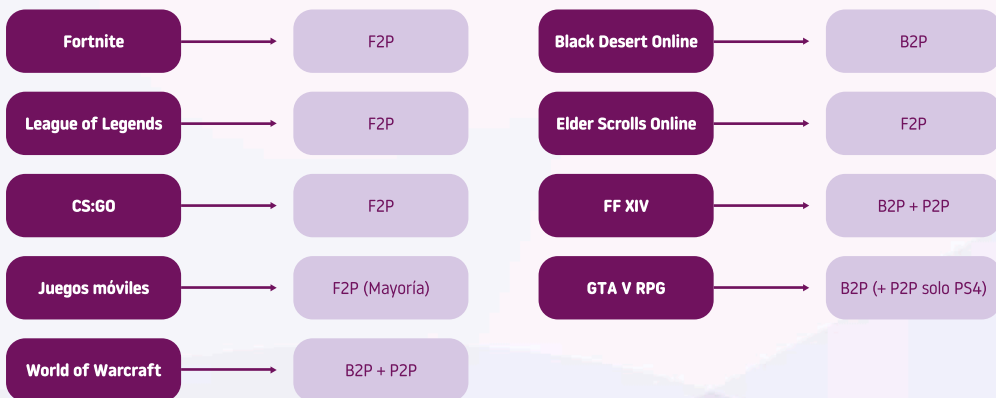 Fortnite
F2P
League of Legends
F2P
CS:GO
F2P
Juegos móviles
F2P (Mayoría)
World of Warcraft
B2P + P2P
Black Desert Online
B2P
Elder Scrolls Online
F2P
FF XIV
B2P + P2P
GTA V RPG
B2P (+ P2P solo PS4)